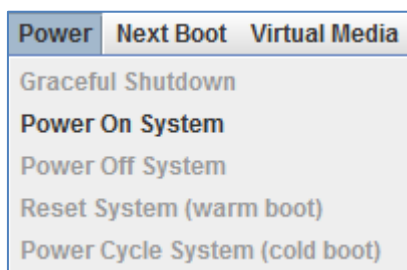 Power Next Boot Virtual Media
Graceful Shutdown
Power On System
Power Off System
Reset System (warm boot)
Power Cycle System (cold boot)